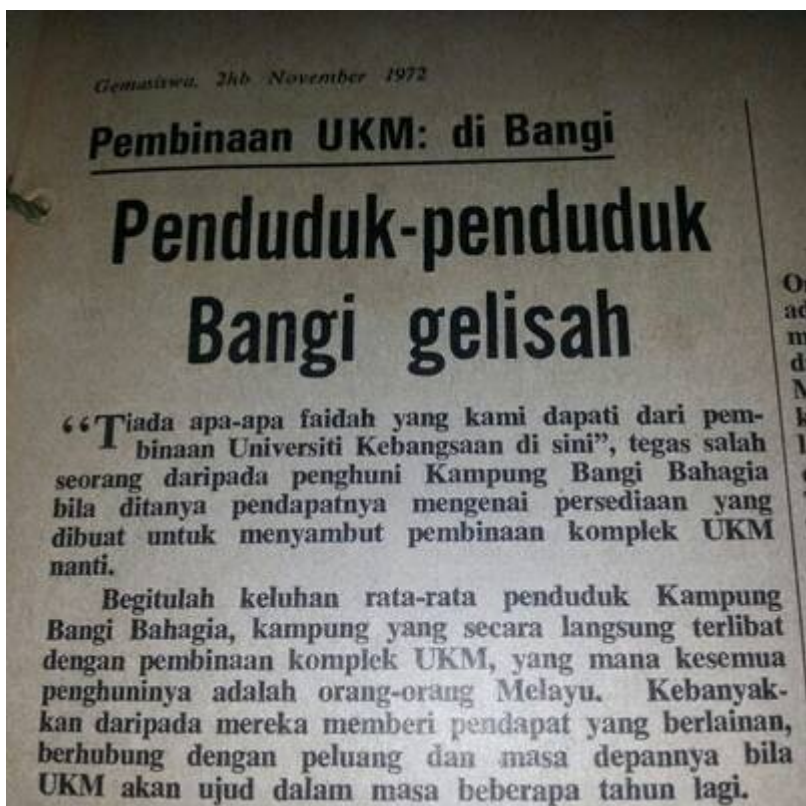 Gemasiswa, 2hb November 1972
Pembinaan UKM: di Bangi
Penduduk-penduduk
Bangi gelisah
“Tiada apa-apa faidah yang kami dapati dari pem-
binaan Universiti Kebangsaan di sini”, tegas salah
seorang daripada penghuni Kampung Bangi Bahagia
bila ditanya pendapatnya mengenai persediaan yang
dibuat untuk menyambut pembinaan komplek UKM
nanti.
Begitulah keluhan rata-rata penduduk Kampung
Bangi Bahagia, kampung yang secara langsung terlibat
dengan pembinaan komplek UKM, yang mana kesemua
penghuninya adalah orang-orang Melayu. Kebanyak-
kan daripada mereka memberi pendapat yang berlainan,
berhubung dengan peluang dan masa depannya bila
UKM akan ujud dalam masa beberapa tahun lagi.